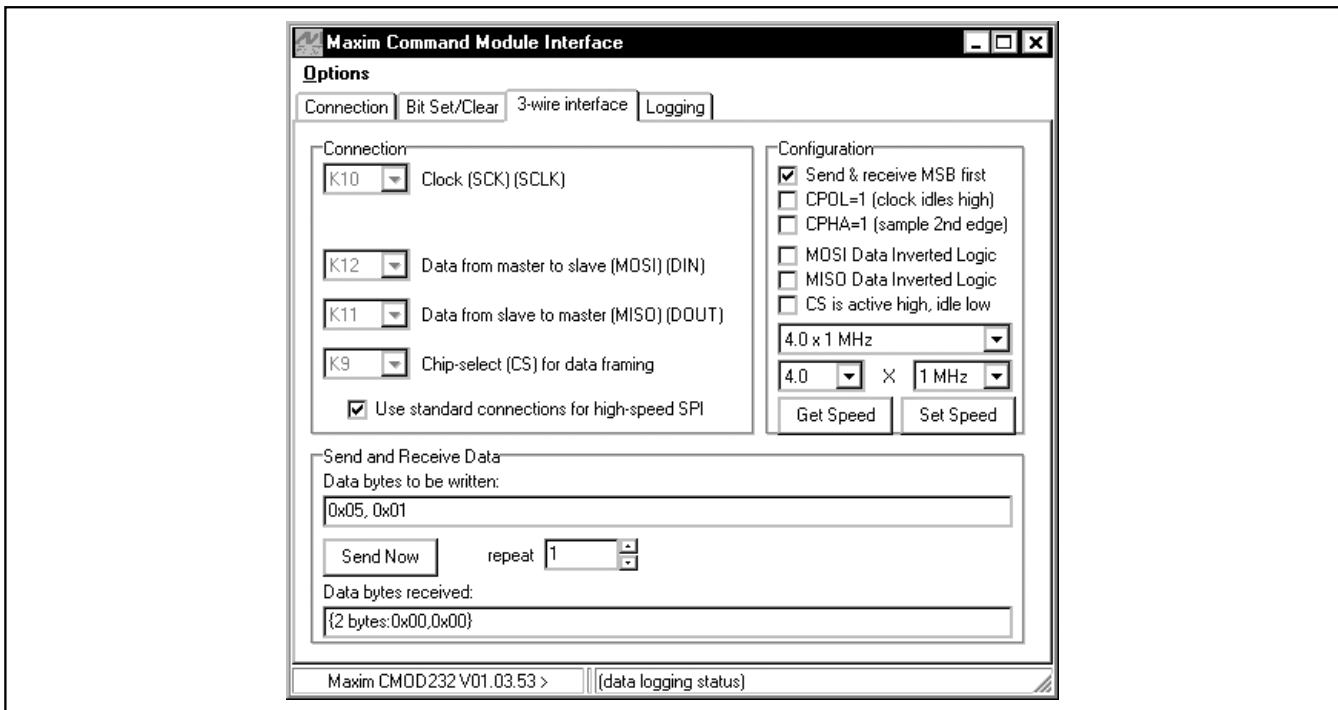 Maxim Command Module Interface
Options
Connection Bit Set/Clear 3-wire interface Logging
Connection
K10 Clock (SCK) (SCLK)
K12 Data from master to slave (MOSI) (DIN)
K11 Data from slave to master (MISO) (DOUT)
K9 Chip-select (CS) for data framing
Use standard connections for high-speed SPI
Configuration
Send & receive MSB first
CPOL=1 (clock idles high)
CPHA=1 (sample 2nd edge)
MOSI Data Inverted Logic
MISO Data Inverted Logic
CS is active high, idle low
4.0 x 1 MHz
4.0 X 1 MHz
Get Speed Set Speed
Send and Receive Data
Data bytes to be written:
0x05, 0x01
Send Now repeat 1
Data bytes received:
{2 bytes:0x00,0x00}
Maxim CMOD232 V01.03.53 > (data logging status)